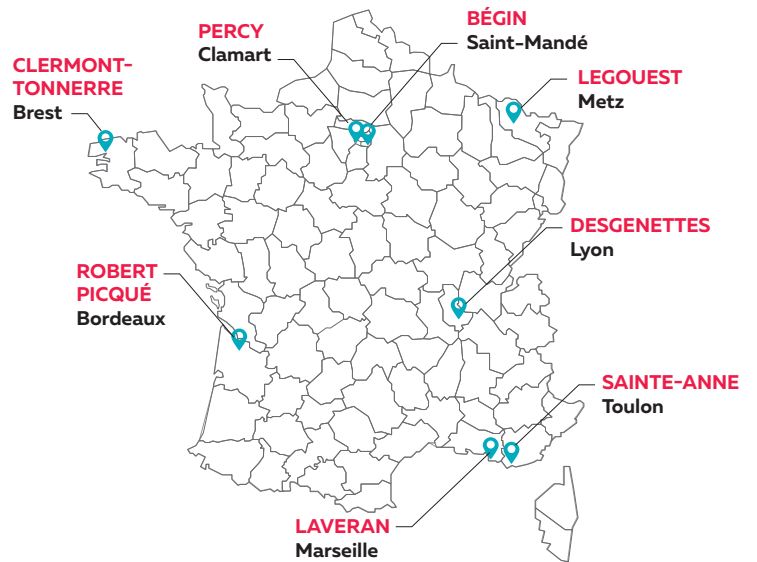 PERCY
Clamart
BÉGIN
Saint-Mandé
CLERMONT-
TONNERRE
Brest
LEGOUEST
Metz
DESGENETTES
Lyon
ROBERT
PICQUÉ
Bordeaux
SAINTE-ANNE
Toulon
LAVERAN
Marseille